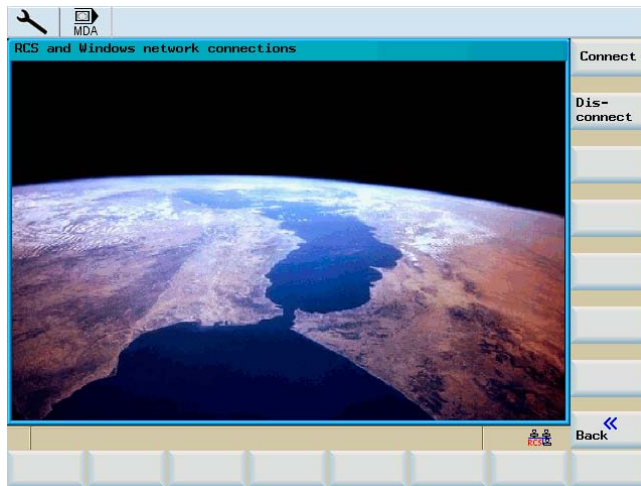 MDA
RCS and Windows network connections
Connect
Dis-
connect
RCS
Back